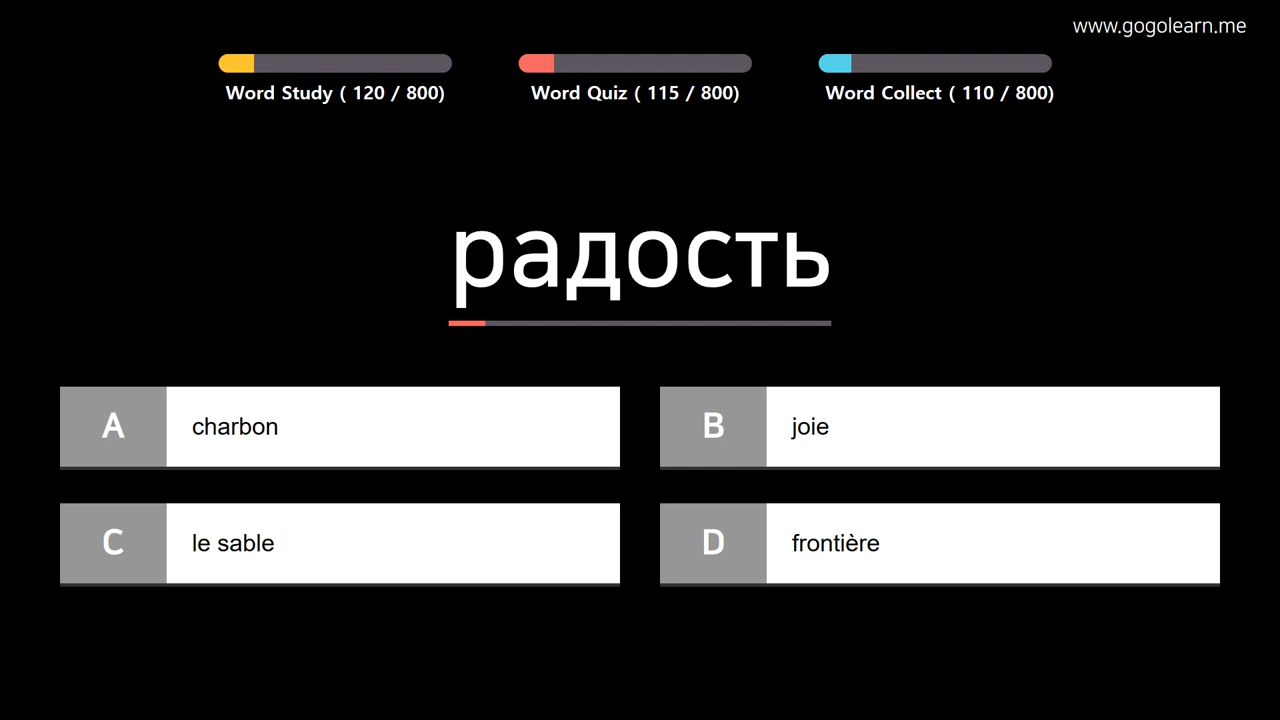 www.gogolearn.me
Word Study ( 120 / 800)
Word Quiz ( 115 / 800)
Word Collect ( 110 / 800)
радость
A charbon
B joie
C le sable
D frontière